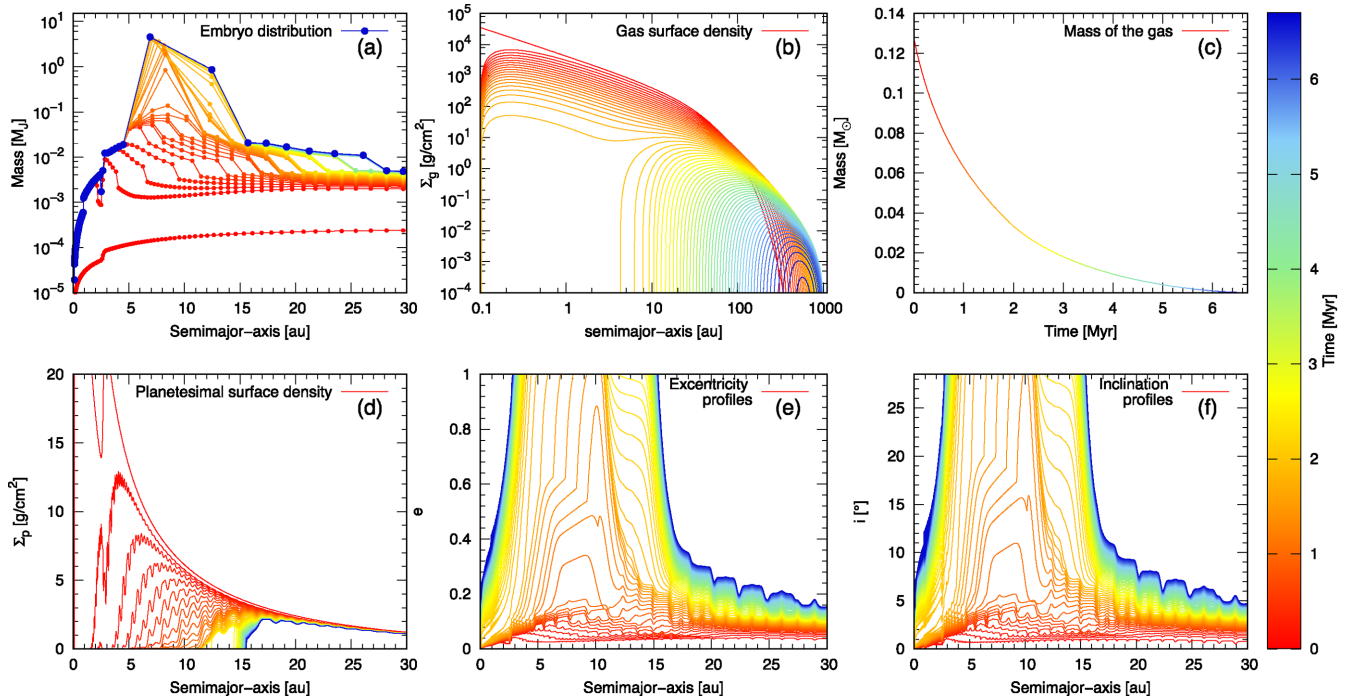 Embryo distribution
(a)
Mass [M_J]
10^1
10^0
10^-1
10^-2
10^-3
10^-4
10^-5
0 5 10 15 20 25 30
Semimajor-axis [au]
Gas surface density
(b)
Σ_g [g/cm^2]
10^5
10^4
10^3
10^2
10^1
10^0
10^-1
10^-2
10^-3
10^-4
0.1 1 10 100 1000
semimajor-axis [au]
Mass of the gas
(c)
Mass [M_⊙]
0.14
0.12
0.1
0.08
0.06
0.04
0.02
0
0 1 2 3 4 5 6
Time [Myr]
Planetesimal surface density
(d)
Σ_p [g/cm^2]
20
15
10
5
0
0 5 10 15 20 25 30
Semimajor-axis [au]
Excentricity
profiles
(e)
e
1
0.8
0.6
0.4
0.2
0
0 5 10 15 20 25 30
Semimajor-axis [au]
Inclination
profiles
(f)
i [°]
25
20
15
10
5
0
0 5 10 15 20 25 30
Semimajor-axis [au]
6
5
4
3
2
1
0
Time [Myr]